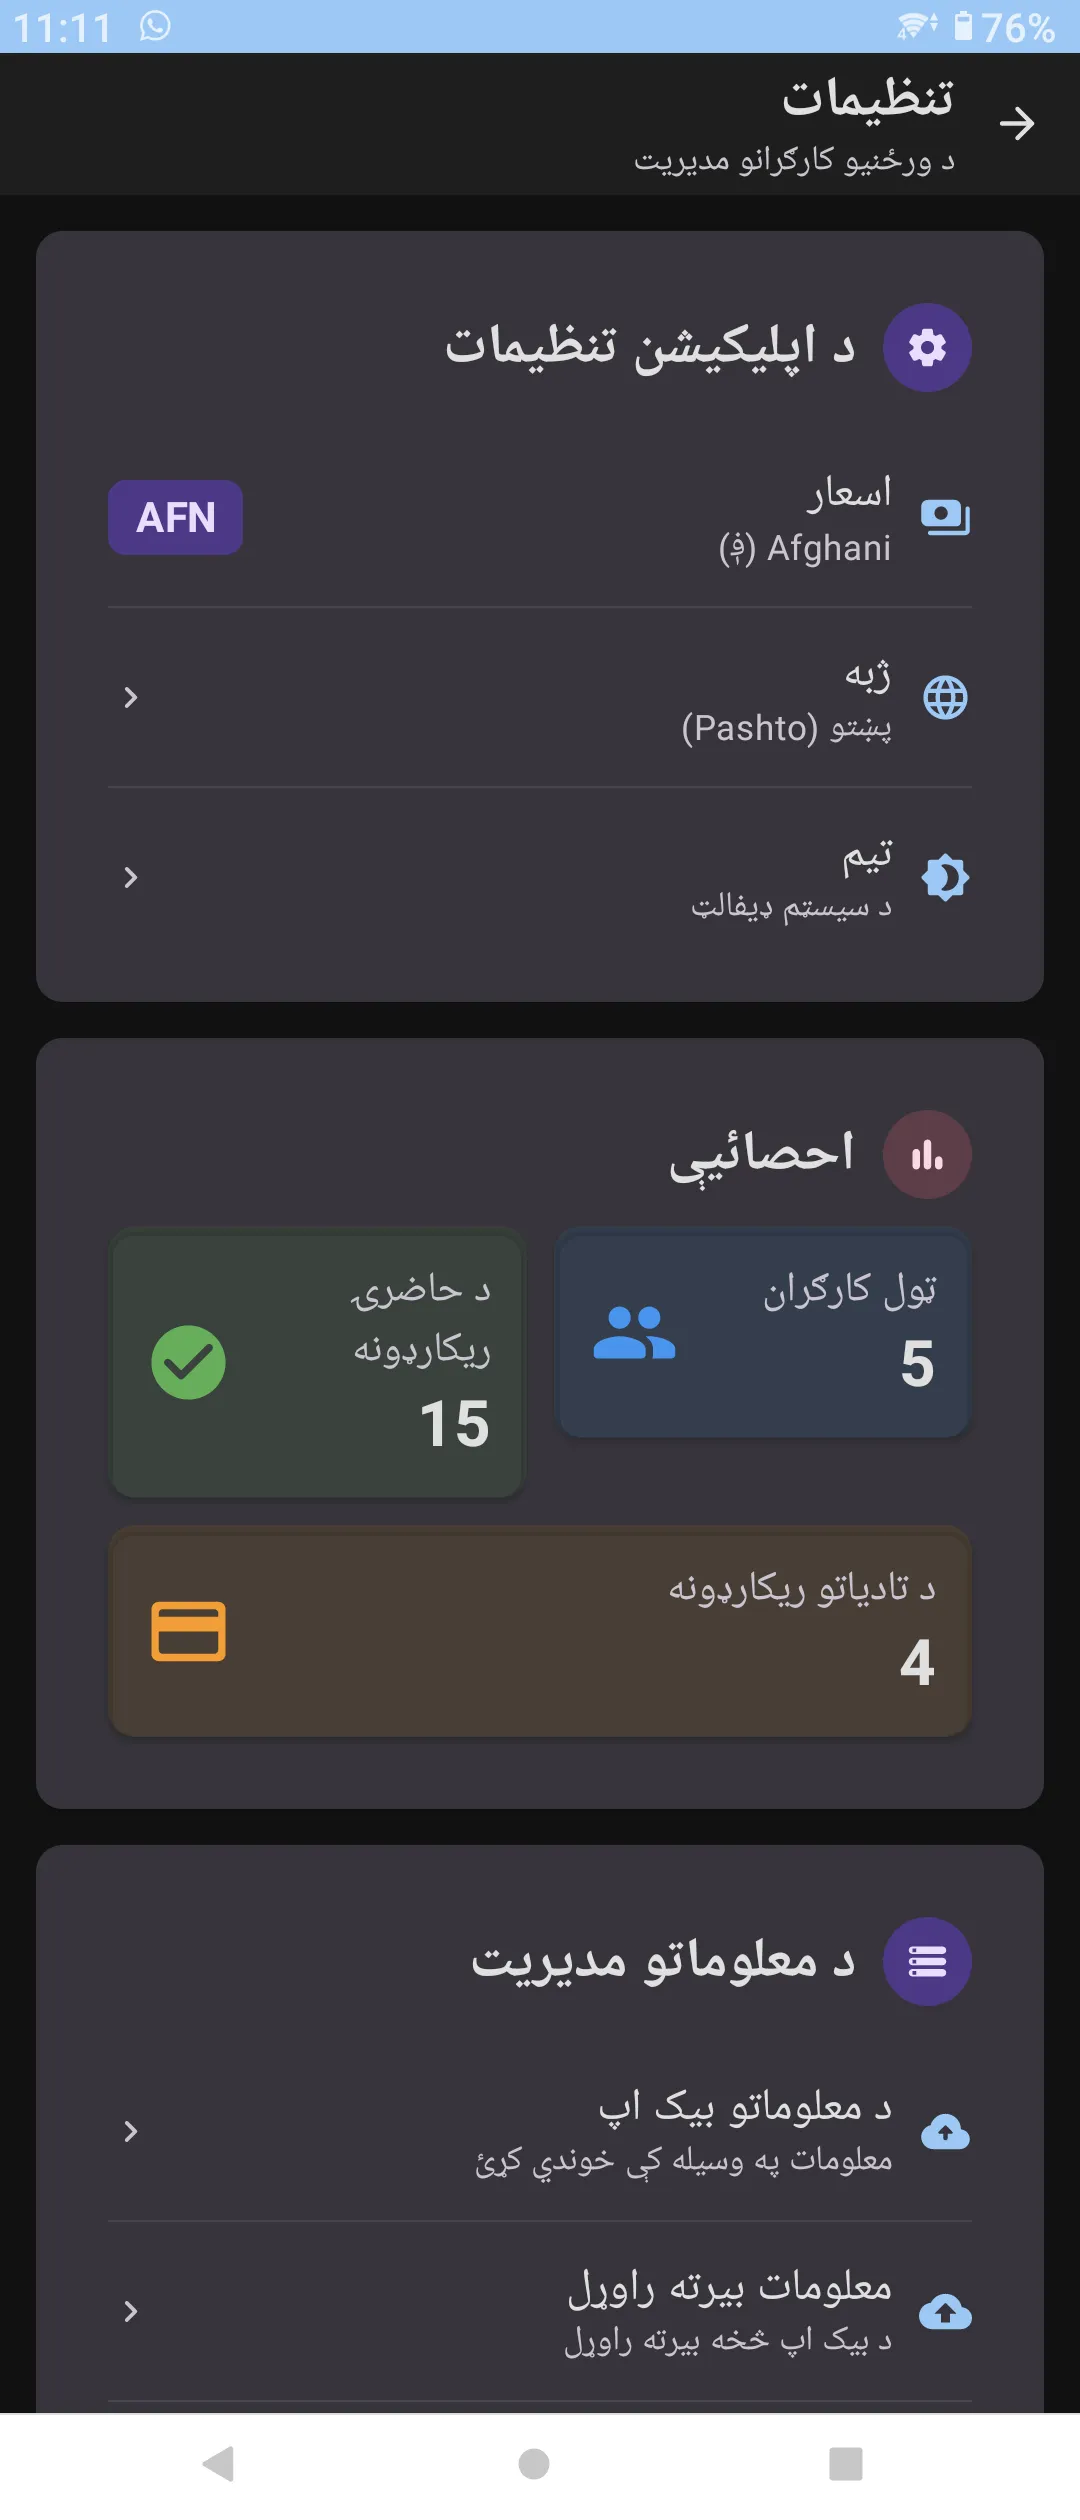 11:11
76%
تنظیمات
د ورځنیو کارګرانو مدیریت
د اپلیکیشن تنظیمات
اسعار
Afghani (؋)
AFN
ژبه
پښتو (Pashto)
تیم
د سیسټم ډیفالټ
احصائیې
ټول کارګران
5
د حاضرۍ
ریکارډونه
15
د تادیاتو ریکارډونه
4
د معلوماتو مدیریت
د معلوماتو بیک اپ
معلومات په وسیله کې خوندي کړئ
معلومات بیرته راوړل
د بیک اپ څخه بیرته راوړل